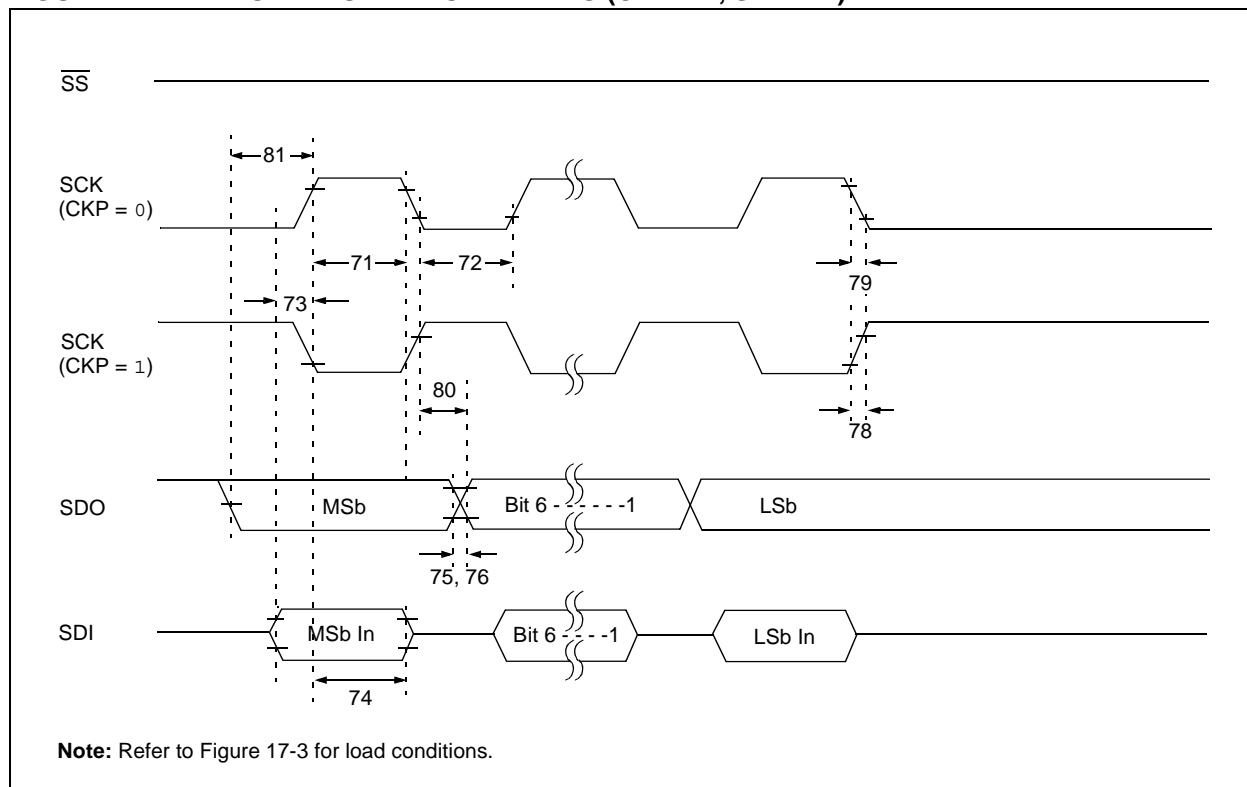 SS
81
SCK
(CKP = 0)
71
72
79
73
SCK
(CKP = 1)
80
78
SDO
MSb
Bit 6 - - - - - -1
LSb
75, 76
SDI
MSb In
Bit 6 - - - - -1
LSb In
74
Note: Refer to Figure 17-3 for load conditions.